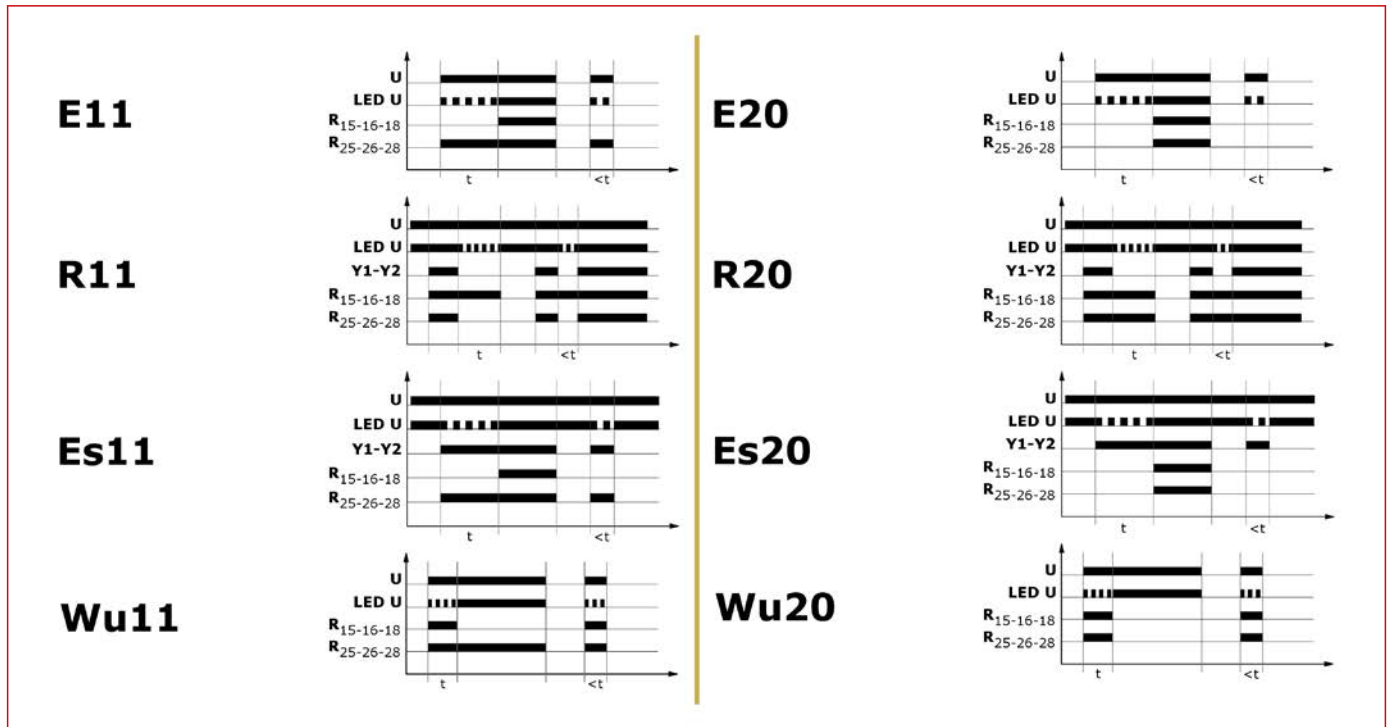 E11
U
LED U
R15-16-18
R25-26-28
t <t
E20
U
LED U
R15-16-18
R25-26-28
t <t
R11
U
LED U
Y1-Y2
R15-16-18
R25-26-28
t <t
R20
U
LED U
Y1-Y2
R15-16-18
R25-26-28
t <t
Es11
U
LED U
Y1-Y2
R15-16-18
R25-26-28
t <t
Es20
U
LED U
Y1-Y2
R15-16-18
R25-26-28
t <t
Wu11
U
LED U
R15-16-18
R25-26-28
t <t
Wu20
U
LED U
R15-16-18
R25-26-28
t <t